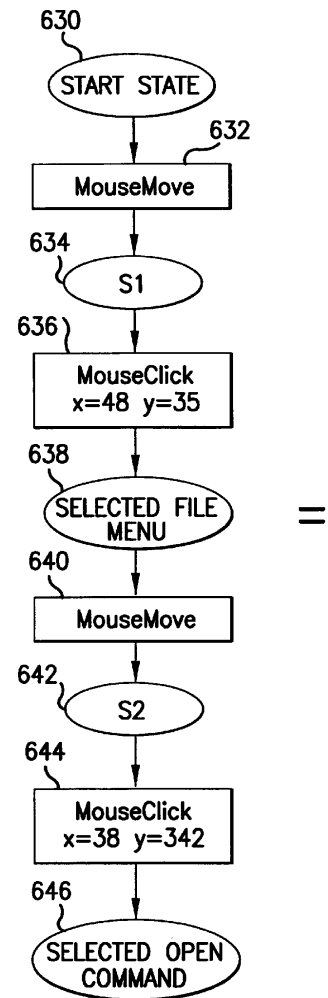 630
START STATE
632
MouseMove
634
S1
636
MouseClick
x=48 y=35
638
SELECTED FILE
MENU
=
640
MouseMove
642
S2
644
MouseClick
x=38 y=342
646
SELECTED OPEN
COMMAND